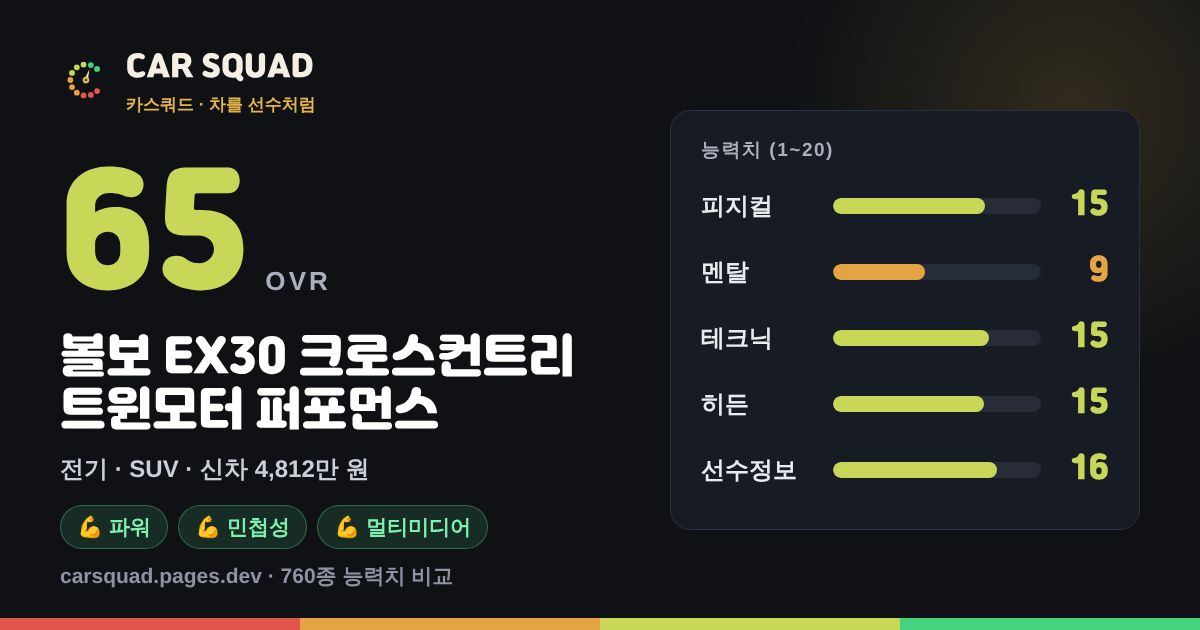 CAR SQUAD
카스쿼드 · 차를 선수처럼
65 OVR
볼보 EX30 크로스컨트리
트윈모터 퍼포먼스
전기 · SUV · 신차 4,812만 원
💪 파워 💪 민첩성 💪 멀티미디어
carsquad.pages.dev · 760종 능력치 비교
능력치 (1~20)
피지컬 15
멘탈 9
테크닉 15
히든 15
선수정보 16